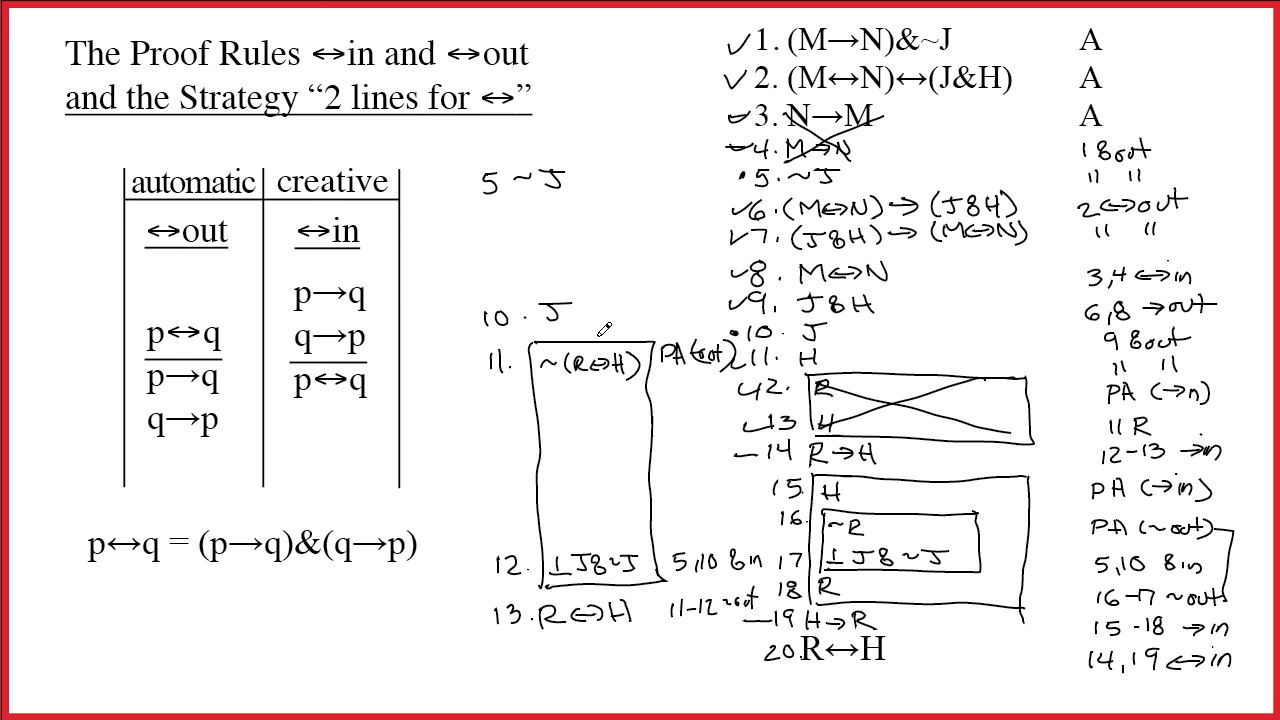 The Proof Rules ↔in and ↔out
and the Strategy “2 lines for ↔”
automatic creative
↔out ↔in
p→q
p↔q q→p
p→q p↔q
q→p
p↔q = (p→q)&(q→p)
5 ~J
10. J
11. ~(R↔H) PA (~out)
12. ⊥ J&~J 5,10 &in
13. R↔H 11-12 ~out
1. (M→N)&~J A
2. (M↔N)↔(J&H) A
3. N→M A
4. M→N 1 &out
5. ~J " "
6. (M↔N)→(J&H) 2↔out
7. (J&H)→(M↔N) " "
8. M↔N 3,4 ↔in
9. J&H 6,8 →out
10. J 9 &out
11. H " "
12. R PA (→n)
13 H 11 R
14 R→H 12-13 →in
15 H PA (→in)
16. ~R PA (~out)
17 ⊥ J&~J 5,10 &in
18 R 16-17 ~out
19 H→R 15-18 →in
20. R↔H 14,19 ↔in